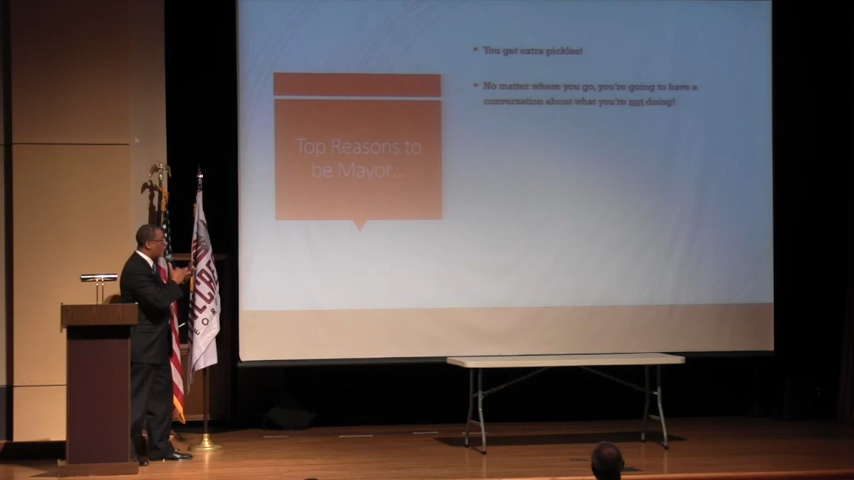 Top Reasons to
be Mayor...
• You get extra pickles!
• No matter where you go, you're going to have a
conversation about what you're not doing!